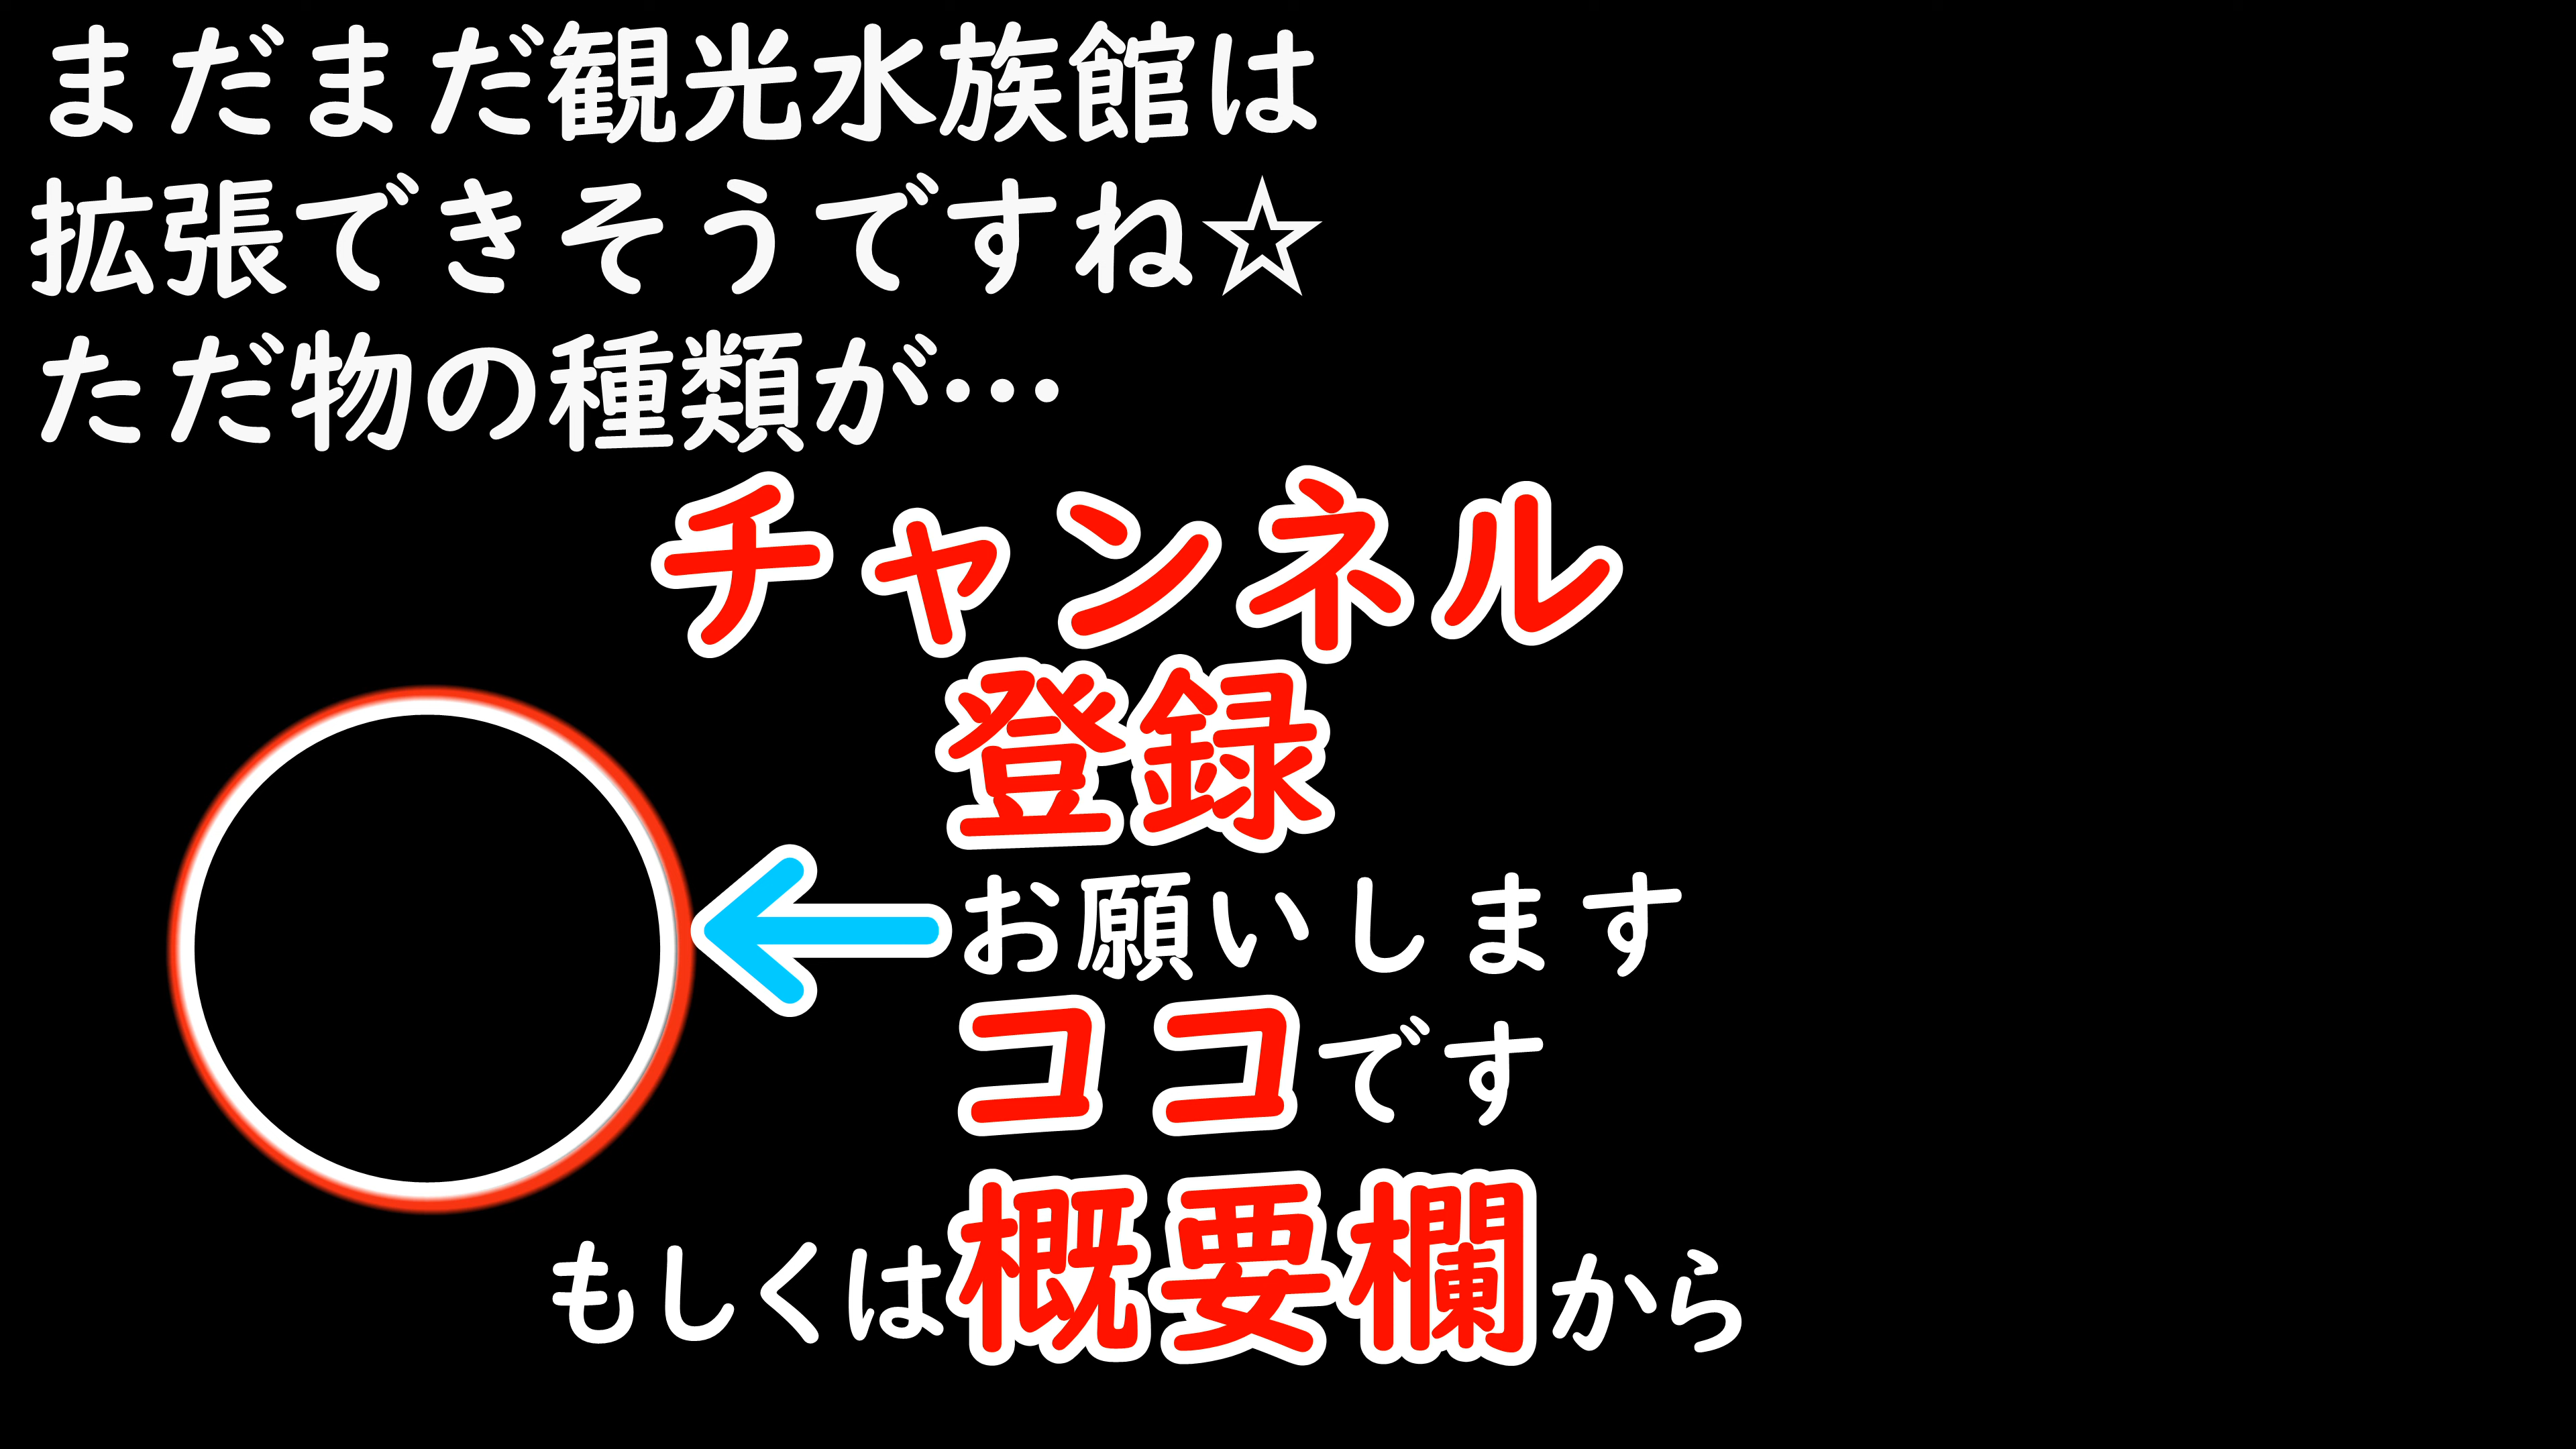 まだまだ観光水族館は
拡張できそうですね☆
ただ物の種類が…
チャンネル
登録
お願いします
ココです
もしくは概要欄から